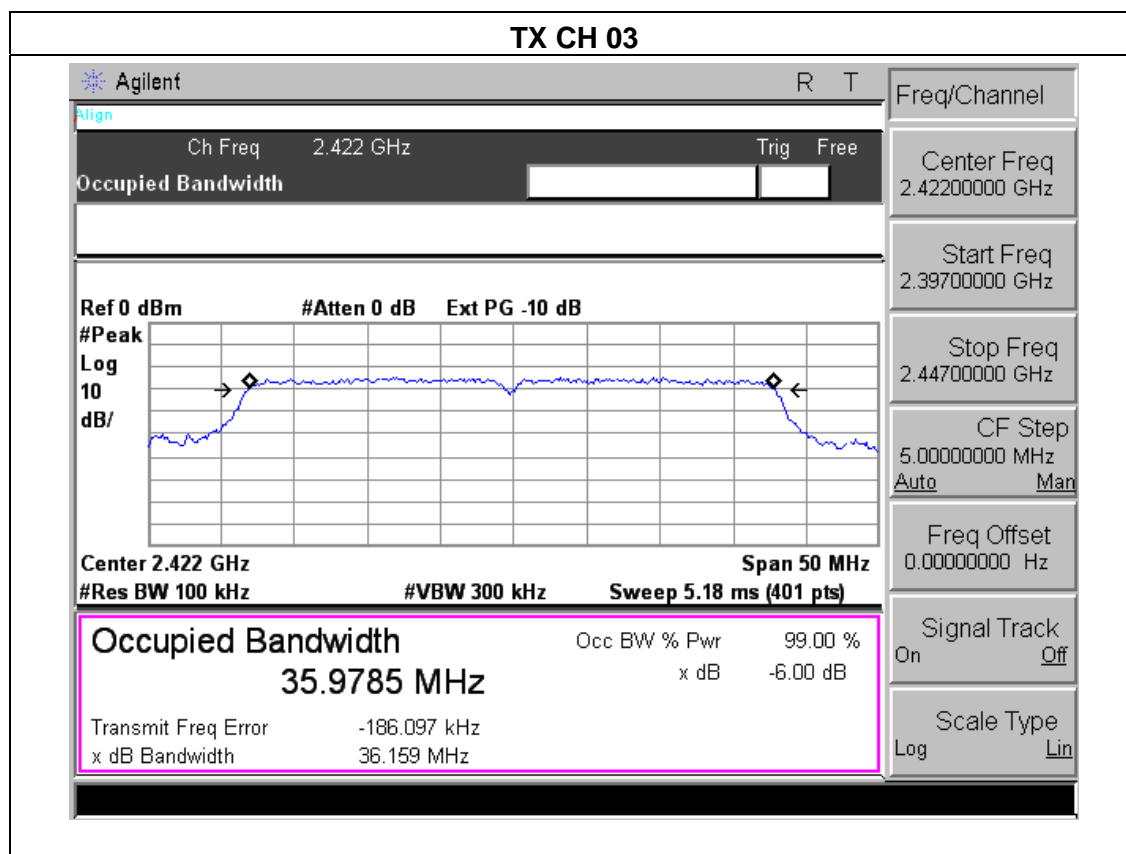 TX CH 03
Agilent R T
Align
Ch Freq 2.422 GHz Trig Free
Occupied Bandwidth
Ref 0 dBm #Atten 0 dB Ext PG -10 dB
#Peak
Log
10
dB/
Center 2.422 GHz Span 50 MHz
#Res BW 100 kHz #VBW 300 kHz Sweep 5.18 ms (401 pts)
Occupied Bandwidth Occ BW % Pwr 99.00 %
35.9785 MHz x dB -6.00 dB
Transmit Freq Error -186.097 kHz
x dB Bandwidth 36.159 MHz
Freq/Channel
Center Freq
2.42200000 GHz
Start Freq
2.39700000 GHz
Stop Freq
2.44700000 GHz
CF Step
5.00000000 MHz
Auto Man
Freq Offset
0.00000000 Hz
Signal Track
On Off
Scale Type
Log Lin